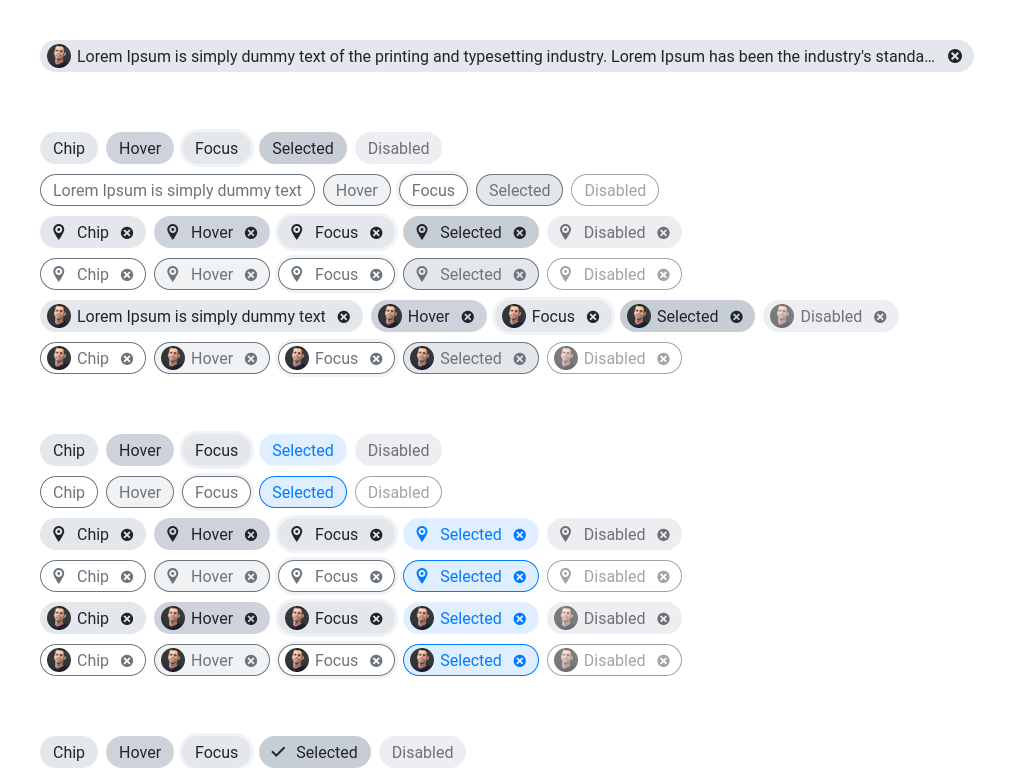 Lorem Ipsum is simply dummy text of the printing and typesetting industry. Lorem Ipsum has been the industry's standa...
Chip Hover Focus Selected Disabled
Lorem Ipsum is simply dummy text Hover Focus Selected Disabled
Chip Hover Focus Selected Disabled
Chip Hover Focus Selected Disabled
Lorem Ipsum is simply dummy text Hover Focus Selected Disabled
Chip Hover Focus Selected Disabled
Chip Hover Focus Selected Disabled
Chip Hover Focus Selected Disabled
Chip Hover Focus Selected Disabled
Chip Hover Focus Selected Disabled
Chip Hover Focus Selected Disabled
Chip Hover Focus Selected Disabled
Chip Hover Focus Selected Disabled